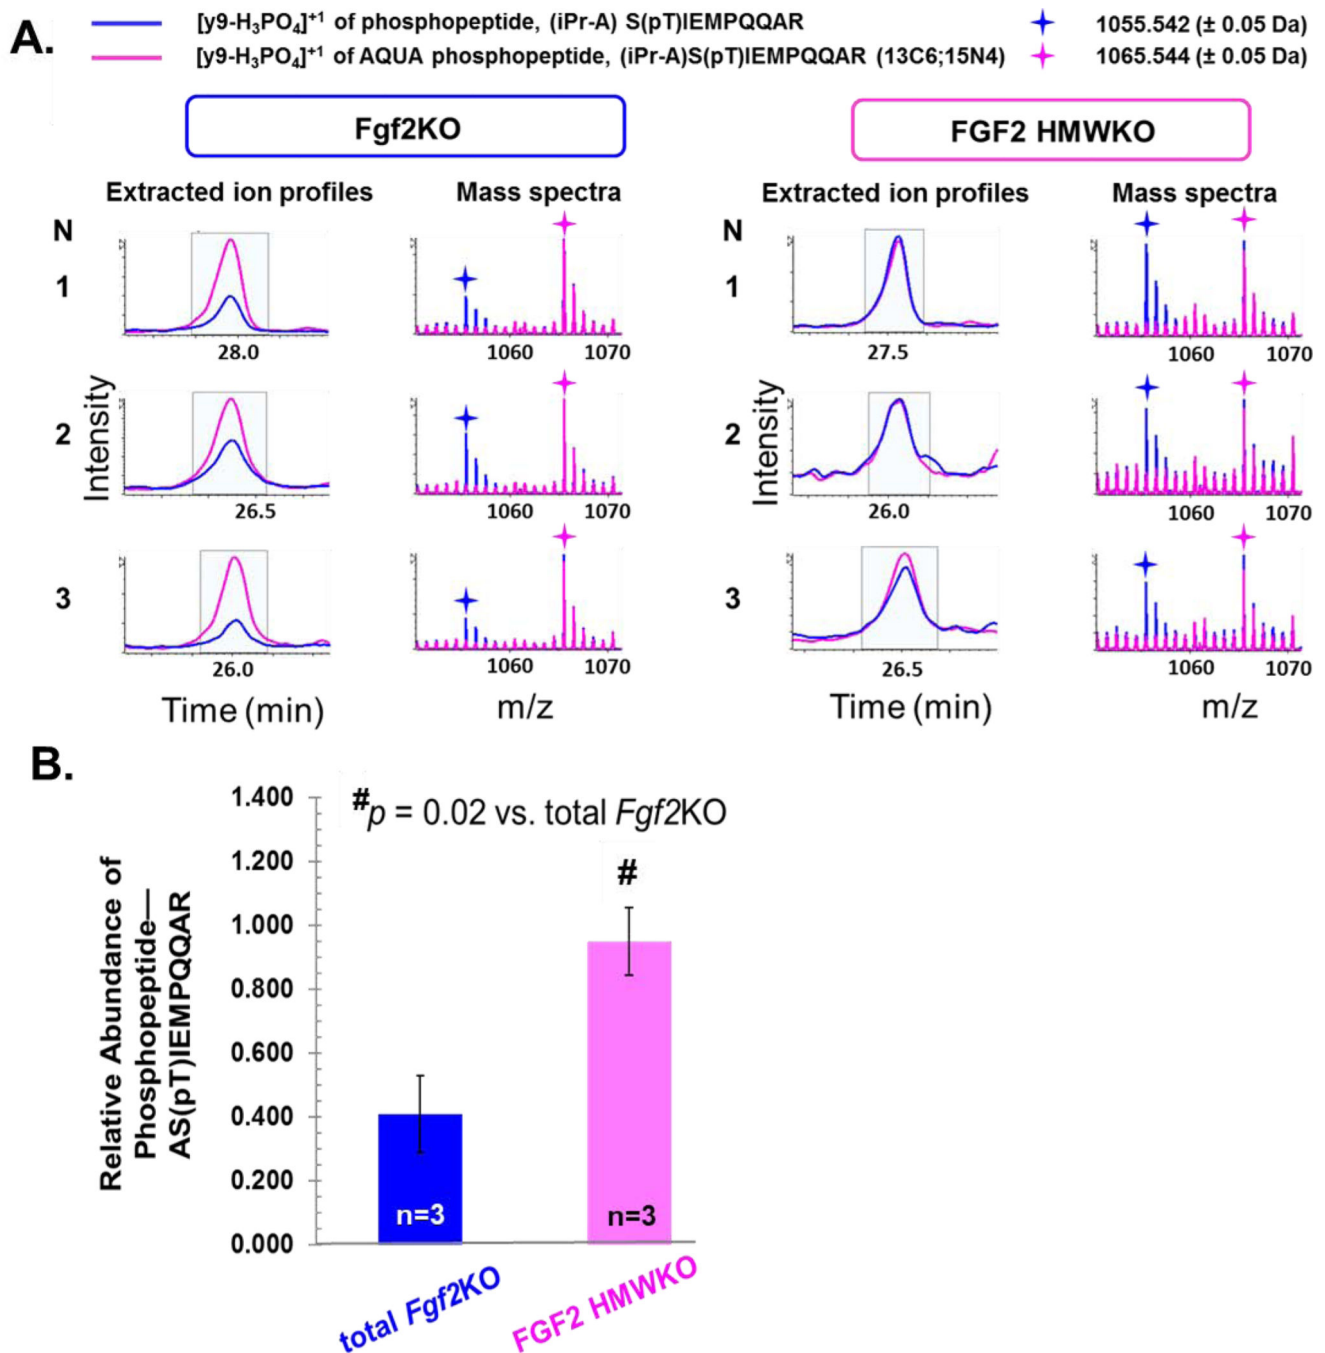 A.
[y9-H₃PO₄]⁺¹ of phosphopeptide, (iPr-A) S(pT)IEMPQQAR
1055.542 (± 0.05 Da)
[y9-H₃PO₄]⁺¹ of AQUA phosphopeptide, (iPr-A)S(pT)IEMPQQAR (13C6;15N4)
1065.544 (± 0.05 Da)
Fgf2KO
FGF2 HMWKO
Extracted ion profiles
Mass spectra
Extracted ion profiles
Mass spectra
N
N
1
28.0
1060
1070
1
27.5
1060
1070
Intensity
2
26.5
1060
1070
Intensity
2
26.0
1060
1070
3
26.0
1060
1070
3
26.5
1060
1070
Time (min)
m/z
Time (min)
m/z
B.
#p = 0.02 vs. total Fgf2KO
#
Relative Abundance of
Phosphopeptide—
AS(pT)IEMPQQAR
1.400
1.200
1.000
0.800
0.600
0.400
0.200
0.000
n=3
n=3
total Fgf2KO
FGF2 HMWKO